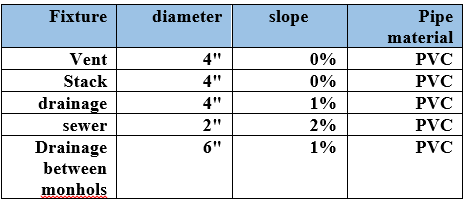 Fixture diameter slope Pipe material
Vent 4" 0% PVC
Stack 4" 0% PVC
drainage 4" 1% PVC
sewer 2" 2% PVC
Drainage 6" 1% PVC
between
monhols